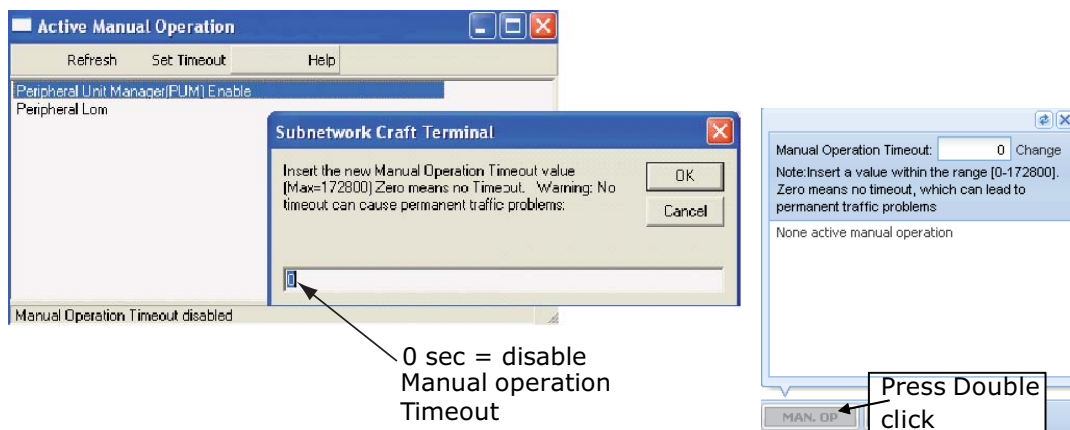 Active Manual Operation
Refresh Set Timeout Help
Peripheral Unit Manager(PUM) Enable
Peripheral Lom
Manual Operation Timeout disabled
Subnetwork Craft Terminal
Insert the new Manual Operation Timeout value
(Max=172800) Zero means no Timeout. Warning: No
timeout can cause permanent traffic problems:
OK
Cancel
0
0 sec = disable
Manual operation
Timeout
Manual Operation Timeout: 0 Change
Note:Insert a value within the range [0-172800].
Zero means no timeout, which can lead to
permanent traffic problems
None active manual operation
MAN. OP
Press Double
click